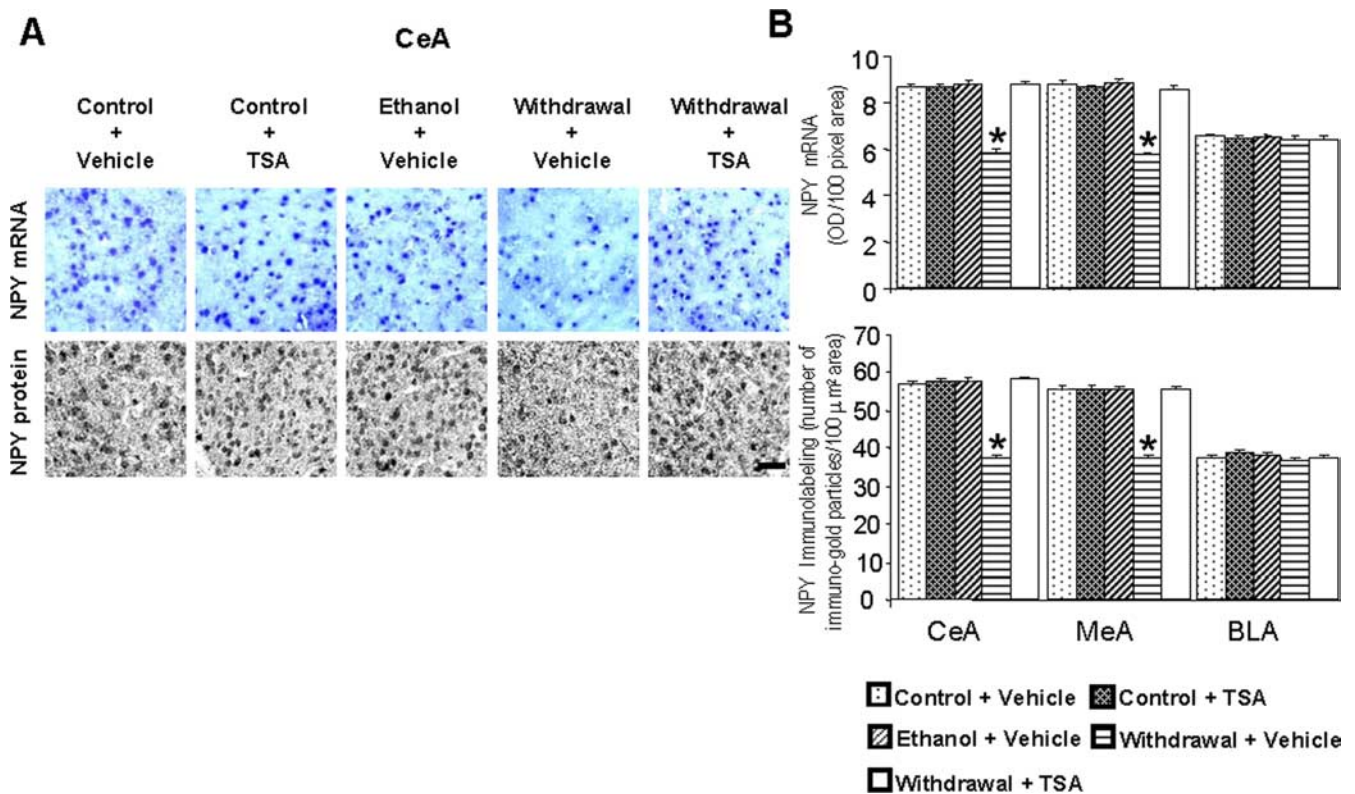 A
CeA
Control
+
Vehicle
Control
+
TSA
Ethanol
+
Vehicle
Withdrawal
+
Vehicle
Withdrawal
+
TSA
NPY mRNA
NPY protein
B
NPY mRNA
(OD/100 pixel area)
10
8
6
4
2
0
*
*
NPY Immunolabeling (number of
immuno-gold particles/100 µm² area)
70
60
50
40
30
20
10
0
*
*
CeA
MeA
BLA
Control + Vehicle
Control + TSA
Ethanol + Vehicle
Withdrawal + Vehicle
Withdrawal + TSA